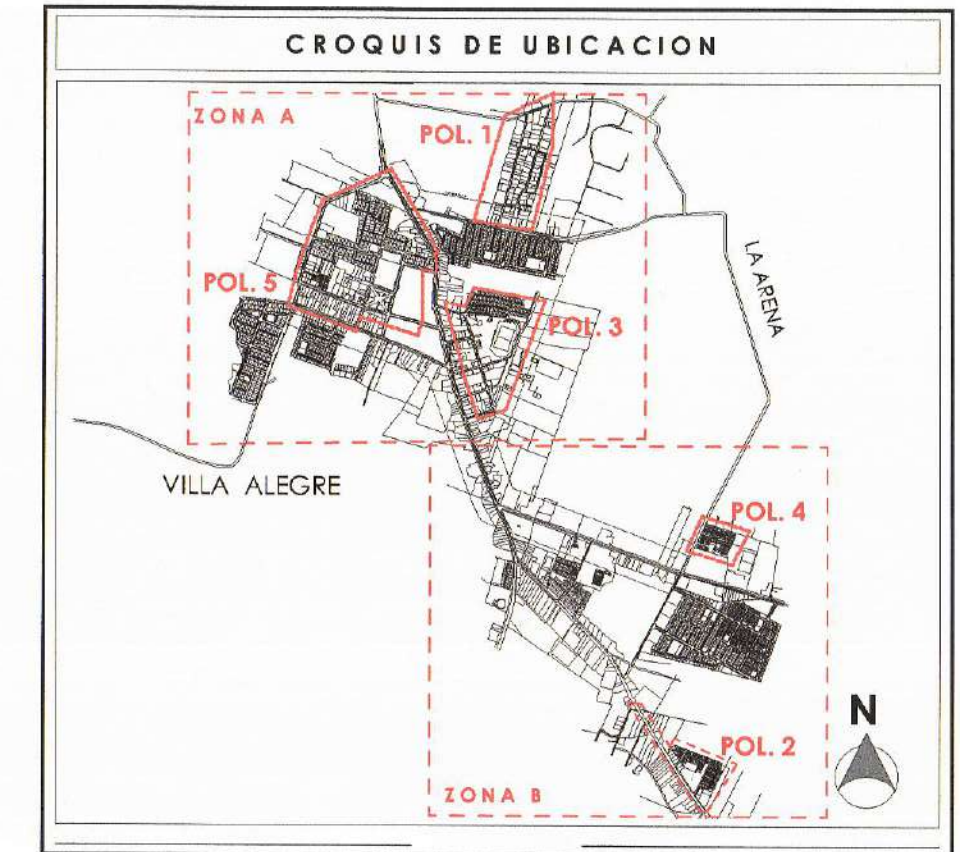 CROQUIS DE UBICACION
ZONA A
POL. 1
LA ARENA
POL. 5
POL. 3
VILLA ALEGRE
POL. 4
N
POL. 2
ZONA B